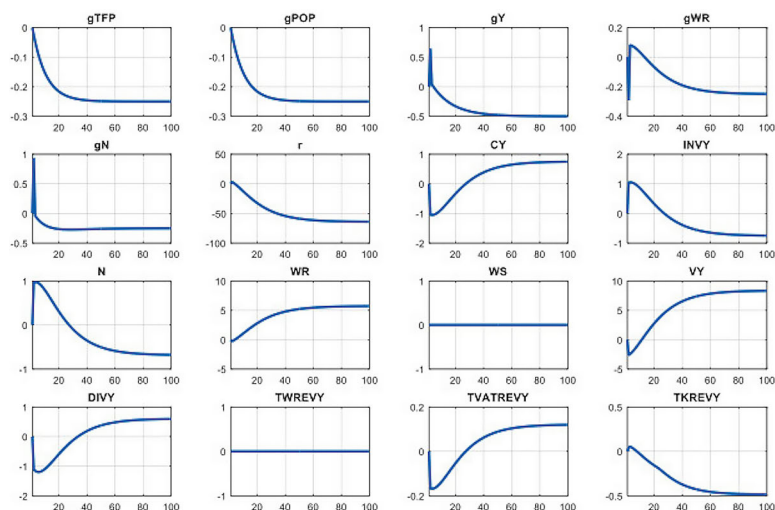 gTFP gPOP gY gWR
0 0 1 0.2
-0.1 -0.1 0.5 0
-0.2 -0.2 0 -0.2
-0.3 -0.3 -0.5 -0.4
20 40 60 80 100 20 40 60 80 100 20 40 60 80 100 20 40 60 80 100
gN r CY INVY
1 50 1 2
0.5 0 0 1
0 -50 -1 0
-0.5 -100 -2 -1
20 40 60 80 100 20 40 60 80 100 20 40 60 80 100 20 40 60 80 100
N WR WS VY
1 10 1 10
5 5
0 0 0 0
-1 -5 -1 -5
20 40 60 80 100 20 40 60 80 100 20 40 60 80 100 20 40 60 80 100
DIVY TWREVY TVATREVY TKREVY
1 1 0.2 0.5
0 0 0 0
-1
-2 -1 -0.2 -0.5
20 40 60 80 100 20 40 60 80 100 20 40 60 80 100 20 40 60 80 100